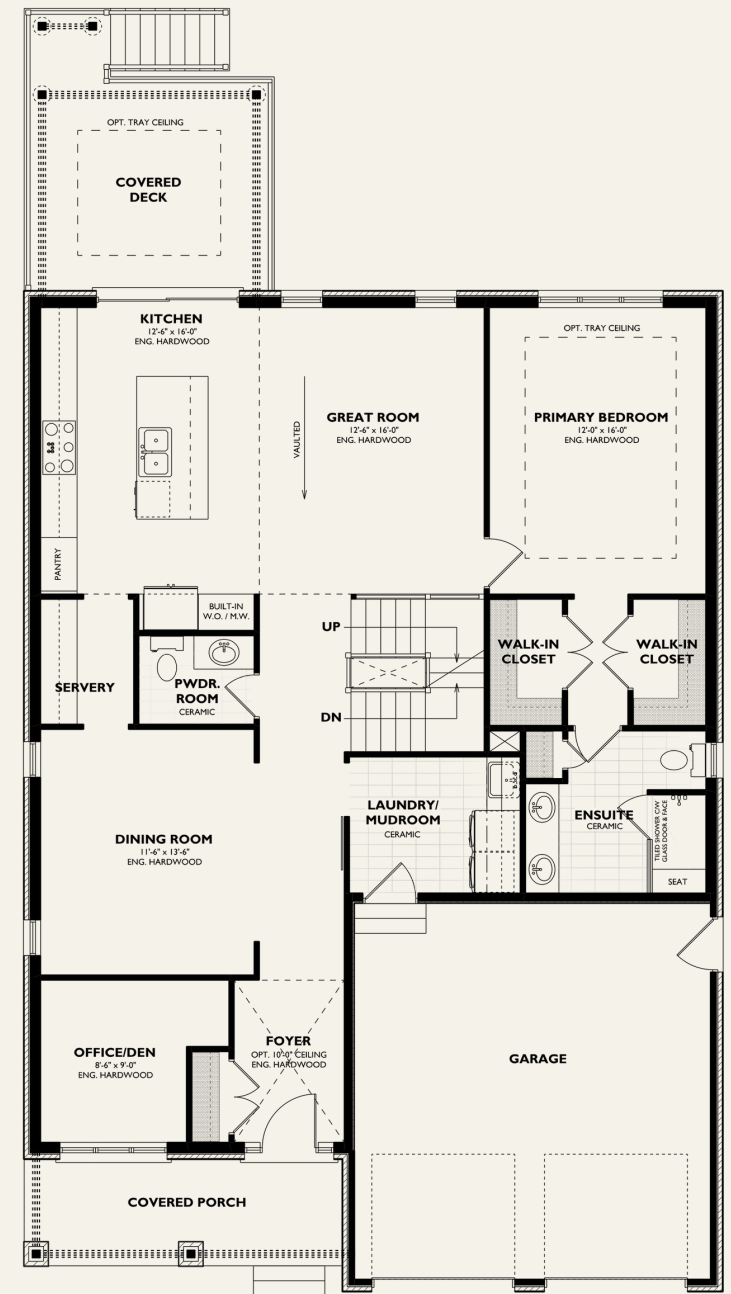 OPT. TRAY CEILING
COVERED
DECK
KITCHEN
12'-6" x 16'-0"
ENG. HARDWOOD
OPT. TRAY CEILING
VAULTED
GREAT ROOM
12'-6" x 16'-0"
ENG. HARDWOOD
PRIMARY BEDROOM
12'-0" x 16'-0"
ENG. HARDWOOD
PANTRY
BUILT-IN
W.O. / M.W.
UP
WALK-IN
CLOSET
WALK-IN
CLOSET
SERVERY
PWDR.
ROOM
CERAMIC
DN
LAUNDRY/
MUDROOM
CERAMIC
ENSUITE
CERAMIC
TILED SHOWER C/W
GLASS DOOR & FACE
SEAT
DINING ROOM
11'-6" x 13'-6"
ENG. HARDWOOD
OFFICE/DEN
8'-6" x 9'-0"
ENG. HARDWOOD
FOYER
OPT. 10'-0" CEILING
ENG. HARDWOOD
GARAGE
COVERED PORCH